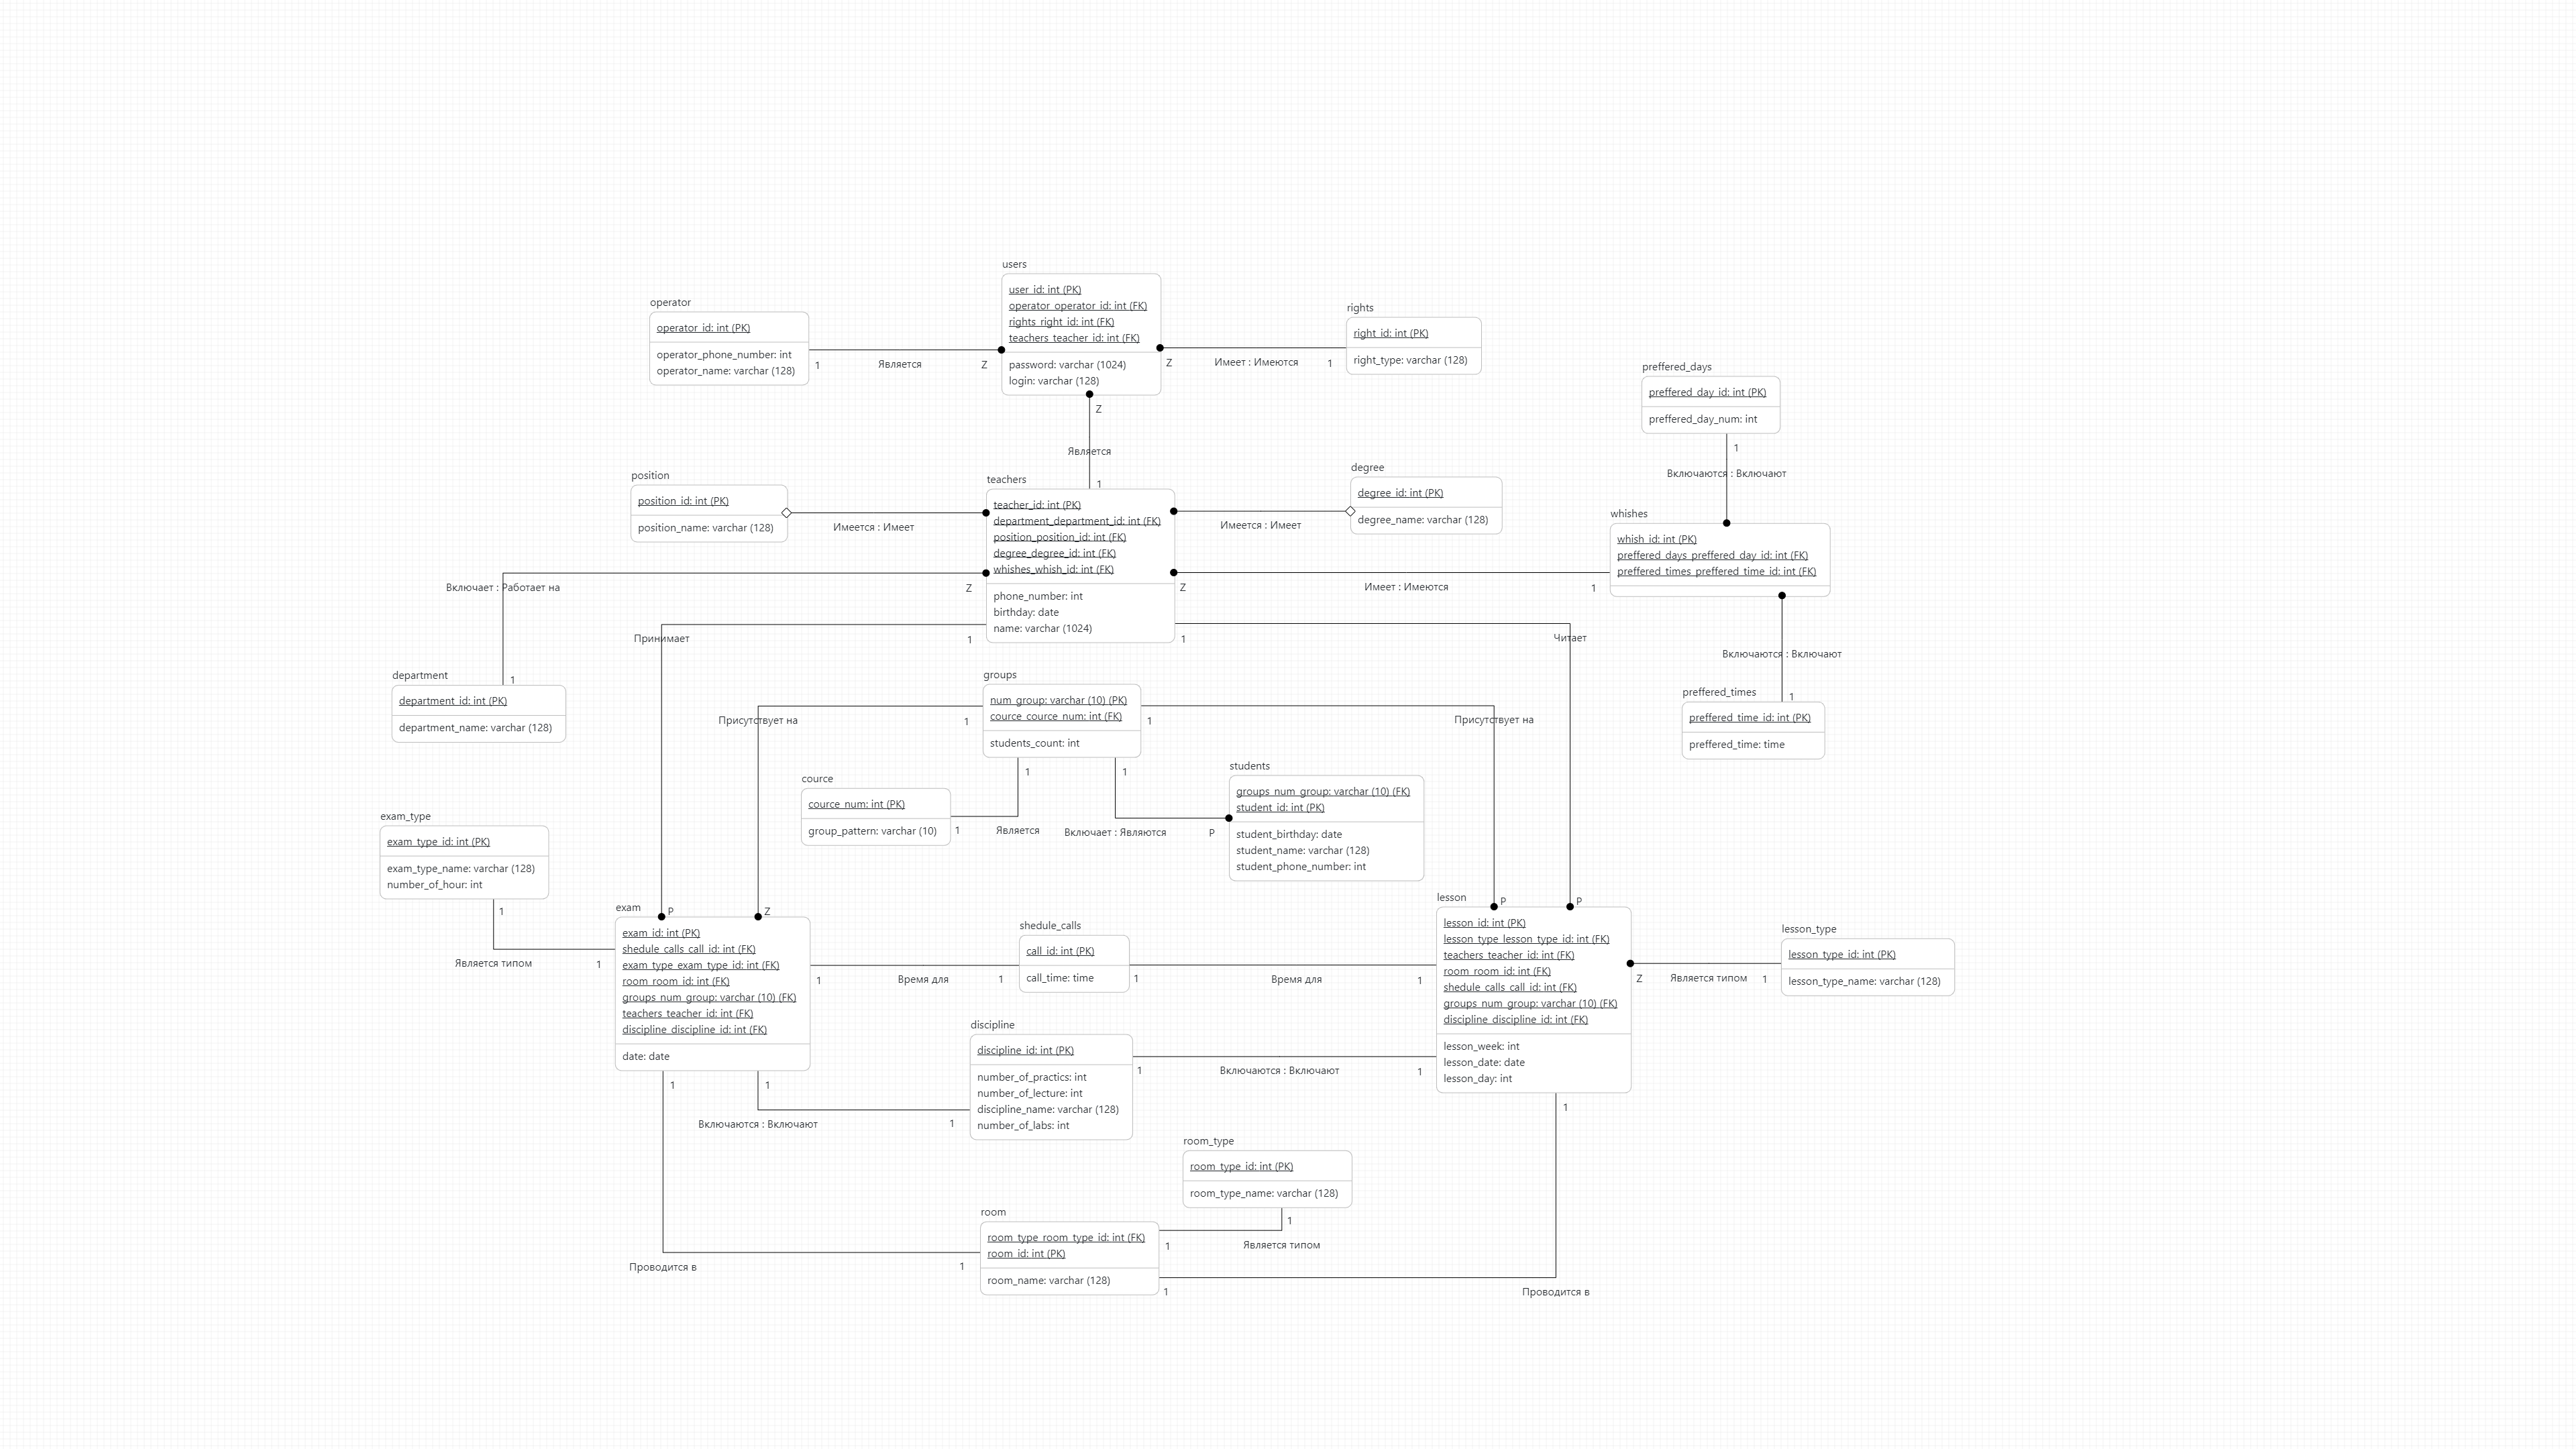 users
user_id: int (PK)
operator_operator_id: int (FK)
rights_right_id: int (FK)
teachers_teacher_id: int (FK)
password: varchar (1024)
login: varchar (128)
operator
operator_id: int (PK)
operator_phone_number: int
operator_name: varchar (128)
1
Является
Z
rights
right_id: int (PK)
right_type: varchar (128)
Z
Имеет : Имеются
1
Z
Является
1
preffered_days
preffered_day_id: int (PK)
preffered_day_num: int
1
Включаются : Включают
position
position_id: int (PK)
position_name: varchar (128)
Имеется : Имеет
teachers
teacher_id: int (PK)
department_department_id: int (FK)
position_position_id: int (FK)
degree_degree_id: int (FK)
whishes_whish_id: int (FK)
phone_number: int
birthday: date
name: varchar (1024)
degree
degree_id: int (PK)
degree_name: varchar (128)
Имеется : Имеет
whishes
whish_id: int (PK)
preffered_days_preffered_day_id: int (FK)
preffered_times_preffered_time_id: int (FK)
Включает : Работает на
Z
1
Z
Имеет : Имеются
1
Принимает
1
1
Читает
Включаются : Включают
1
preffered_times
preffered_time_id: int (PK)
preffered_time: time
department
department_id: int (PK)
department_name: varchar (128)
groups
num_group: varchar (10) (PK)
cource_cource_num: int (FK)
students_count: int
Присутствует на
1
1
Присутствует на
1
1
cource
cource_num: int (PK)
group_pattern: varchar (10)
1
Является
Включает : Являются
P
students
groups_num_group: varchar (10) (FK)
student_id: int (PK)
student_birthday: date
student_name: varchar (128)
student_phone_number: int
exam_type
exam_type_id: int (PK)
exam_type_name: varchar (128)
number_of_hour: int
1
Является типом
1
exam
P
Z
exam_id: int (PK)
shedule_calls_call_id: int (FK)
exam_type_exam_type_id: int (FK)
room_room_id: int (FK)
groups_num_group: varchar (10) (FK)
teachers_teacher_id: int (FK)
discipline_discipline_id: int (FK)
date: date
shedule_calls
call_id: int (PK)
call_time: time
1
Время для
1
1
Время для
1
lesson
P
P
lesson_id: int (PK)
lesson_type_lesson_type_id: int (FK)
teachers_teacher_id: int (FK)
room_room_id: int (FK)
shedule_calls_call_id: int (FK)
groups_num_group: varchar (10) (FK)
discipline_discipline_id: int (FK)
lesson_week: int
lesson_date: date
lesson_day: int
lesson_type
lesson_type_id: int (PK)
lesson_type_name: varchar (128)
Z
Является типом
1
discipline
discipline_id: int (PK)
number_of_practics: int
number_of_lecture: int
discipline_name: varchar (128)
number_of_labs: int
1
Включаются : Включают
1
1
1
Включаются : Включают
1
1
room_type
room_type_id: int (PK)
room_type_name: varchar (128)
1
Является типом
1
room
room_type_room_type_id: int (FK)
room_id: int (PK)
room_name: varchar (128)
Проводится в
1
1
Проводится в